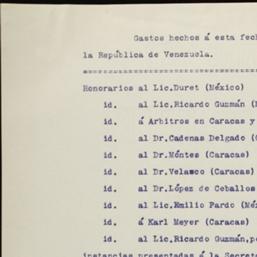 Gastos hechos á esta fech
la República de Venezuela.
==============================
Honorarios al Lic.Duret (México)
id. al Lic.Ricardo Guzmán (
id. á Arbitros en Caracas y
id. al Dr.Cadenas Delgado (
id. al Dr.Móntes (Caracas)
id. al Dr.Velasco (Caracas)
id. al Dr.López de Ceballos
id. al Lic.Emilio Pardo (Mé
id. á Karl Meyer (Caracas)
id. al Lic.Ricardo Guzmán,p
instancias presentadas á la Secret